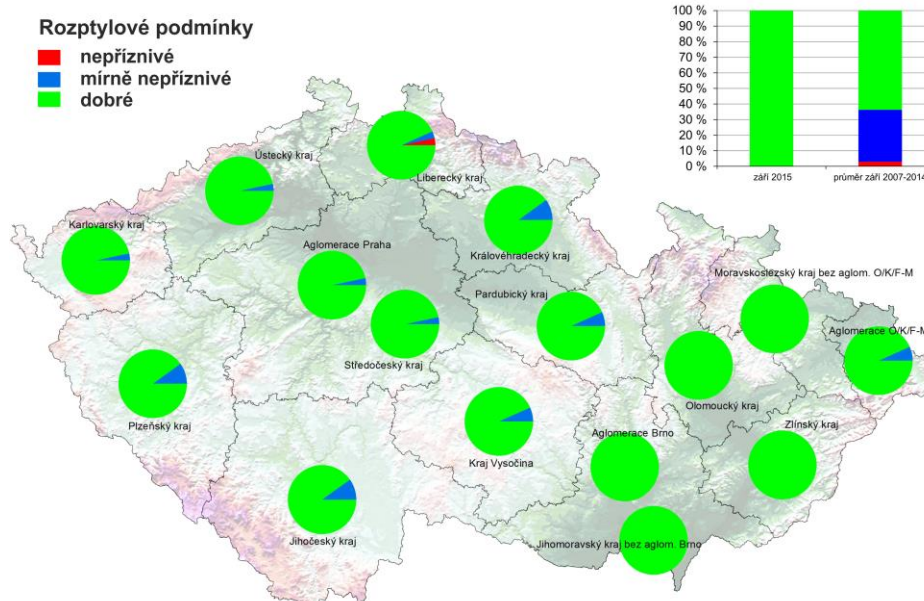 Rozptylové podmínky
nepříznivé
mírně nepříznivé
dobré
100 %
90 %
80 %
70 %
60 %
50 %
40 %
30 %
20 %
10 %
0 %
září 2015
průměr září 2007-2014
Ústecký kraj
Liberecký kraj
Karlovarský kraj
Aglomerace Praha
Královéhradecký kraj
Moravskoslezský kraj bez aglom. O/K/F-M
Pardubický kraj
Aglomerace O/K/F-M
Středočeský kraj
Olomoucký kraj
Plzeňský kraj
Zlínský kraj
Aglomerace Brno
Kraj Vysočina
Jihočeský kraj
Jihomoravský kraj bez aglom. Brno